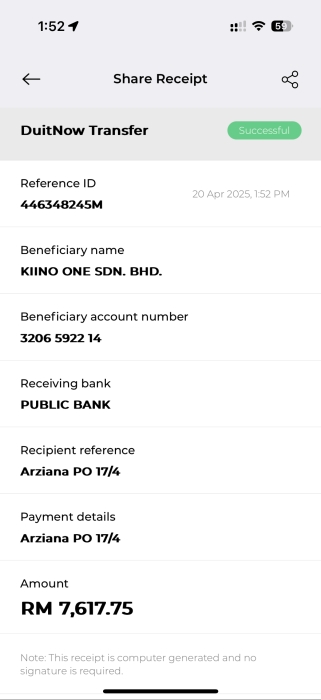 1:52
59
Share Receipt
DuitNow Transfer
Successful
Reference ID
446348245M
20 Apr 2025, 1:52 PM
Beneficiary name
KIINO ONE SDN. BHD.
Beneficiary account number
3206 5922 14
Receiving bank
PUBLIC BANK
Recipient reference
Arziana PO 17/4
Payment details
Arziana PO 17/4
Amount
RM 7,617.75
Note: This receipt is computer generated and no
signature is required.